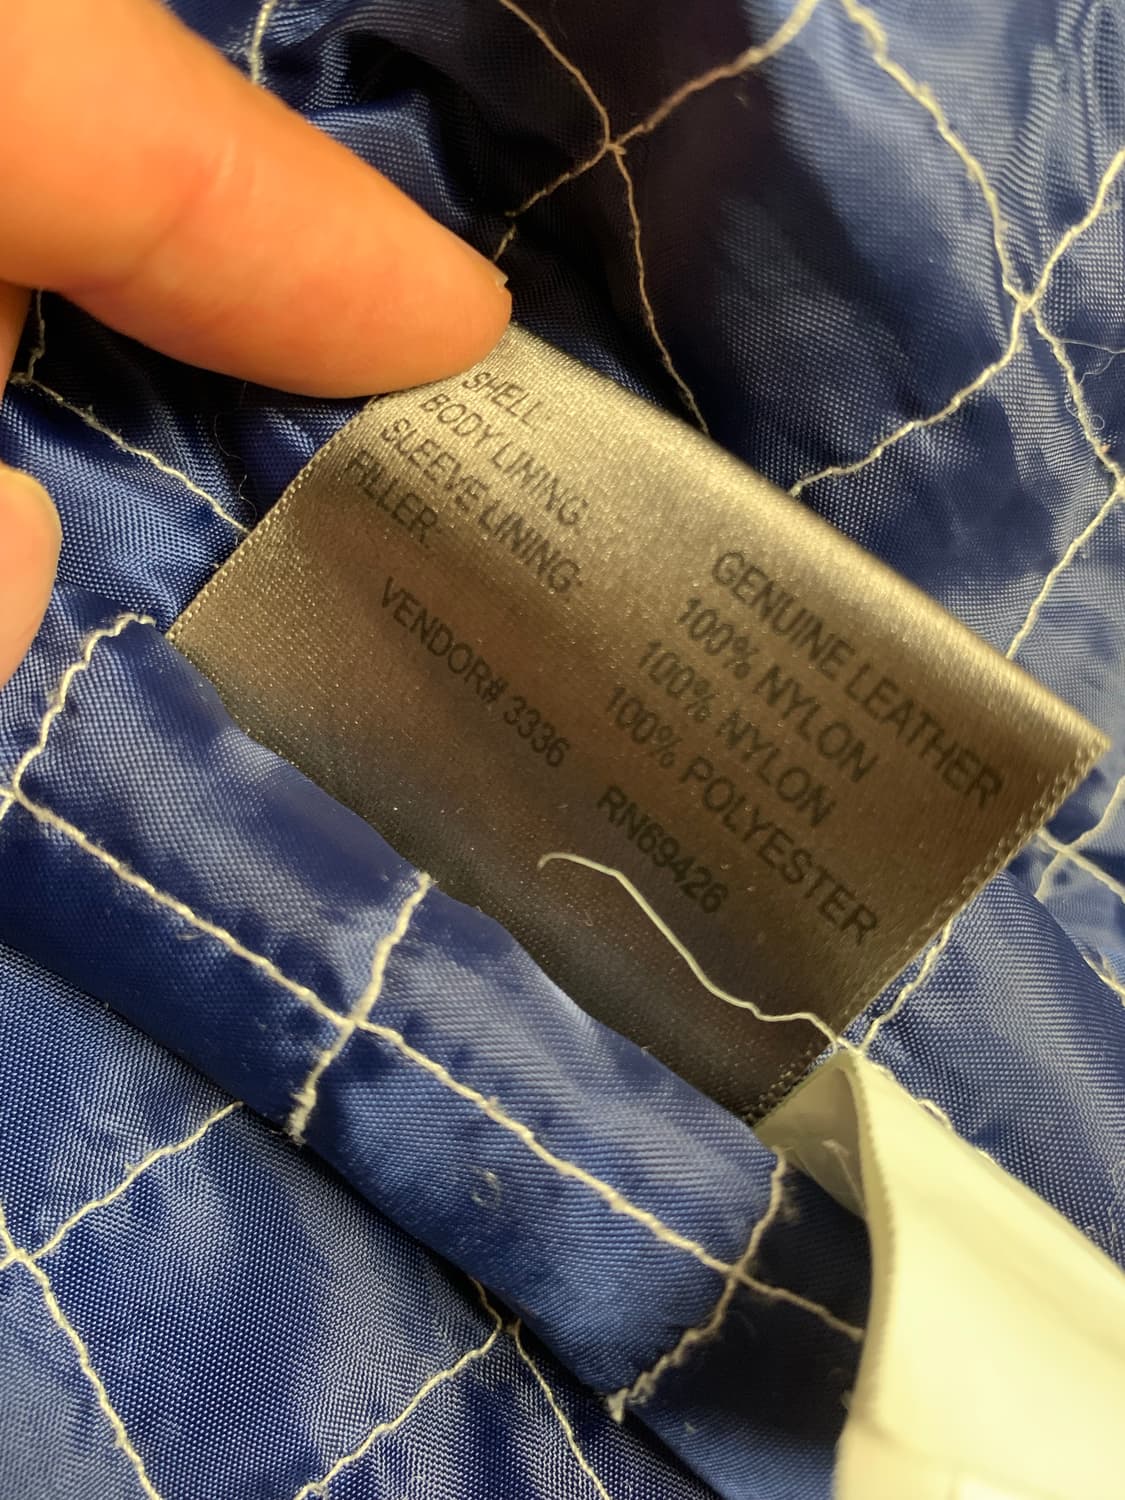 SHELL: GENUINE LEATHER
BODY LINING: 100% NYLON
SLEEVE LINING: 100% NYLON
FILLER: 100% POLYESTER
VENDOR# 3336 RN69426